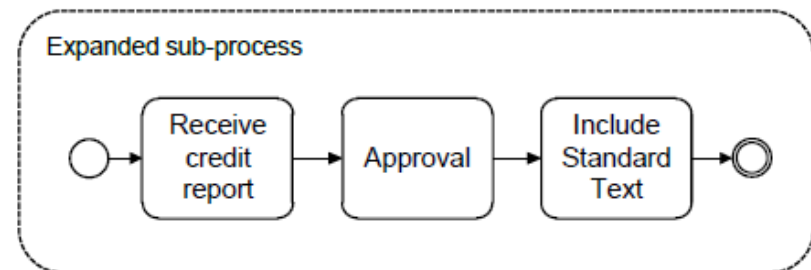 Expanded sub-process
Receive
credit
report
Approval
Include
Standard
Text